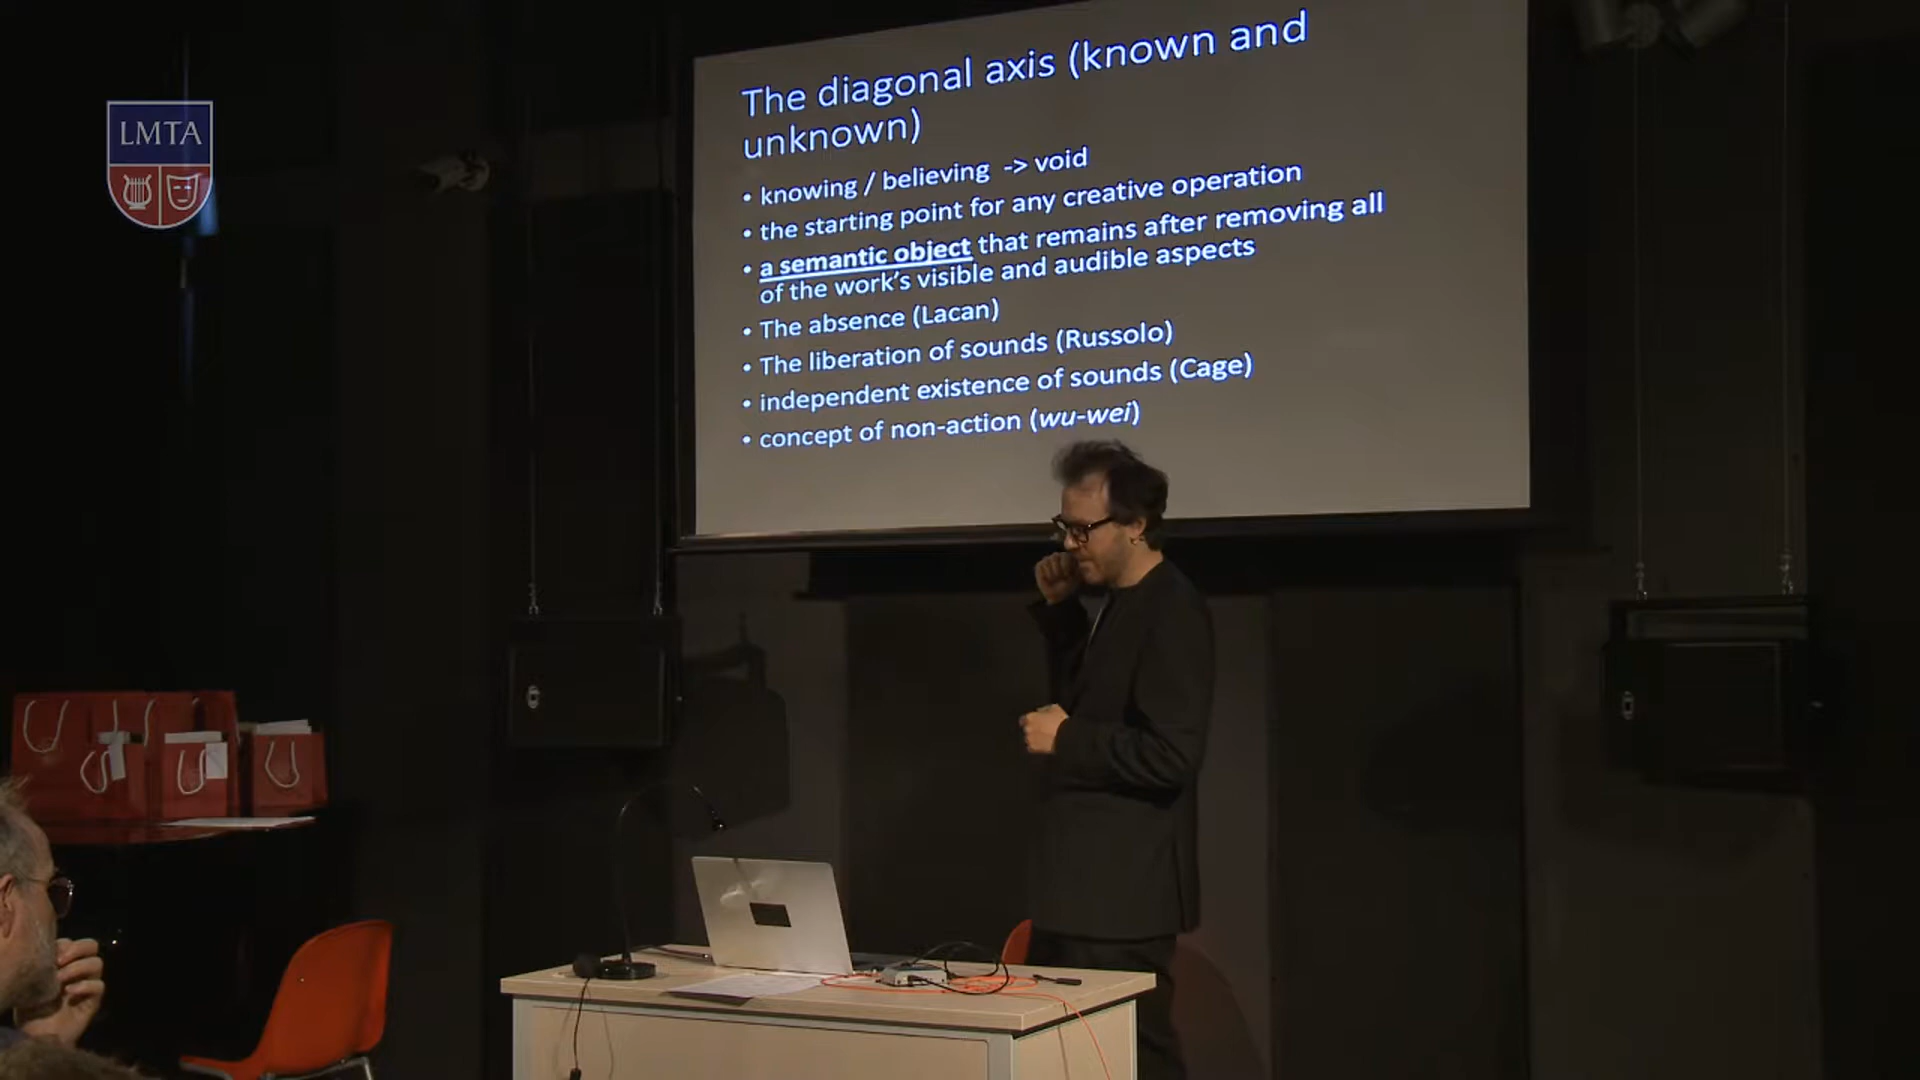 LMTA
The diagonal axis (known and
unknown)
• knowing / believing -> void
• the starting point for any creative operation
• a semantic object that remains after removing all
of the work’s visible and audible aspects
• The absence (Lacan)
• The liberation of sounds (Russolo)
• independent existence of sounds (Cage)
• concept of non-action (wu-wei)